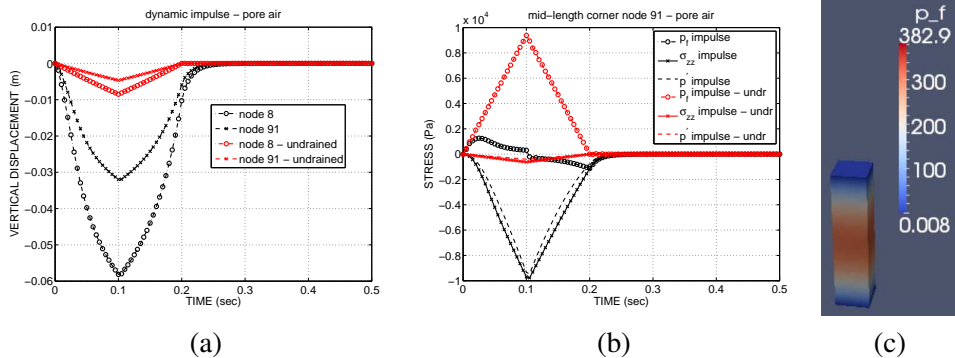 dynamic impulse − pore air
0.01
0
−0.01
−0.02
−0.03
−0.04
−0.05
−0.06
VERTICAL DISPLACEMENT (m)
0
0.1
0.2
0.3
0.4
0.5
TIME (sec)
node 8
node 91
node 8 − undrained
node 91 − undrained
(a)
mid−length corner node 91 − pore air
x 10^4
1
0.8
0.6
0.4
0.2
0
−0.2
−0.4
−0.6
−0.8
−1
STRESS (Pa)
0
0.1
0.2
0.3
0.4
0.5
TIME (sec)
p_f impulse
σ_zz impulse
p' impulse
p_f impulse − undr
σ_zz impulse − undr
p' impulse − undr
(b)
p_f
382.9
300
200
100
0.008
(c)